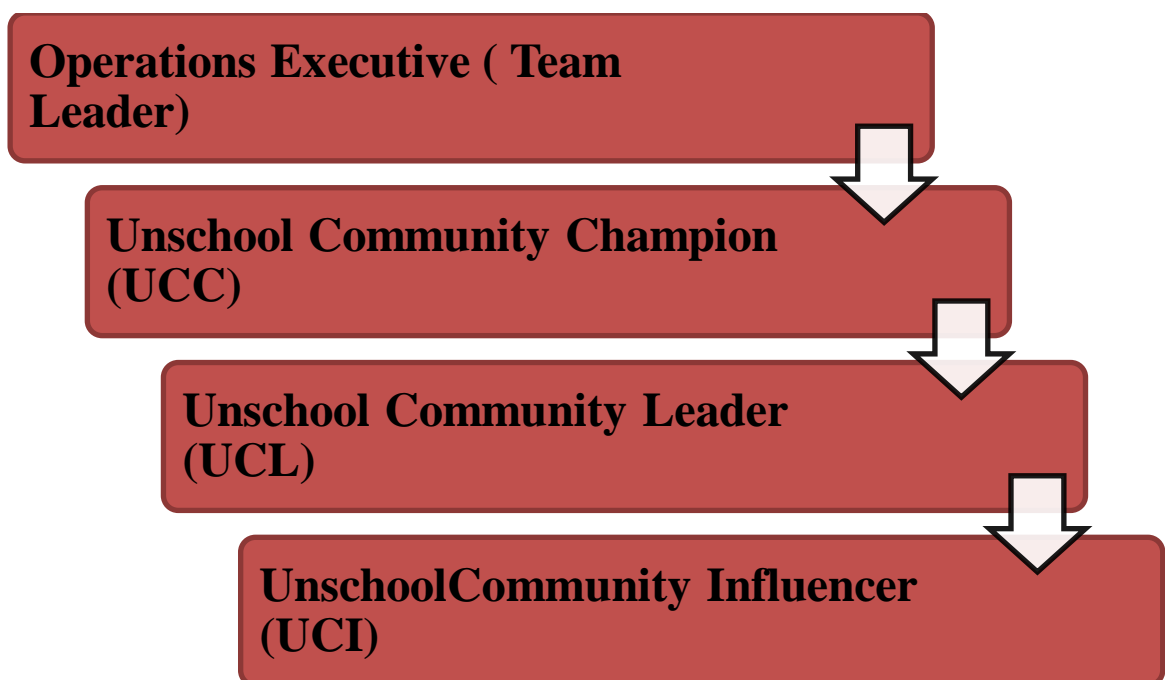 Operations Executive ( Team
Leader)
Unschool Community Champion
(UCC)
Unschool Community Leader
(UCL)
UnschoolCommunity Influencer
(UCI)